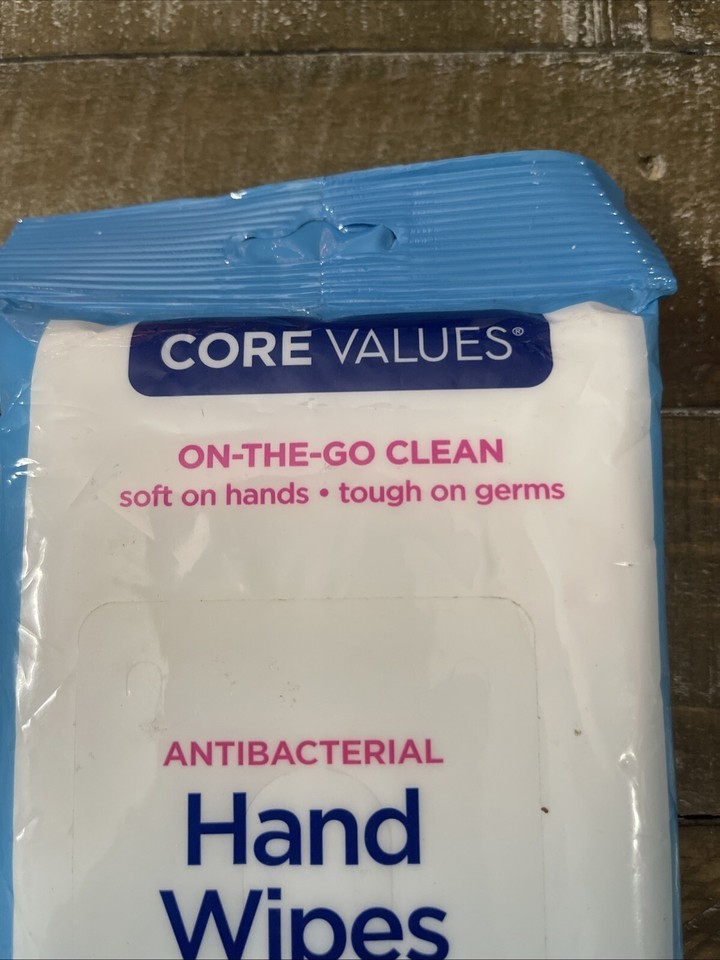 CORE VALUES®
ON-THE-GO CLEAN
soft on hands • tough on germs
ANTIBACTERIAL
Hand
Wipes